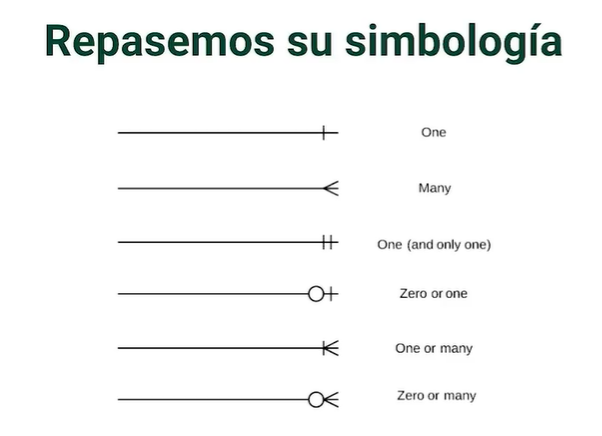 Repasemos su simbología
One
Many
One (and only one)
Zero or one
One or many
Zero or many